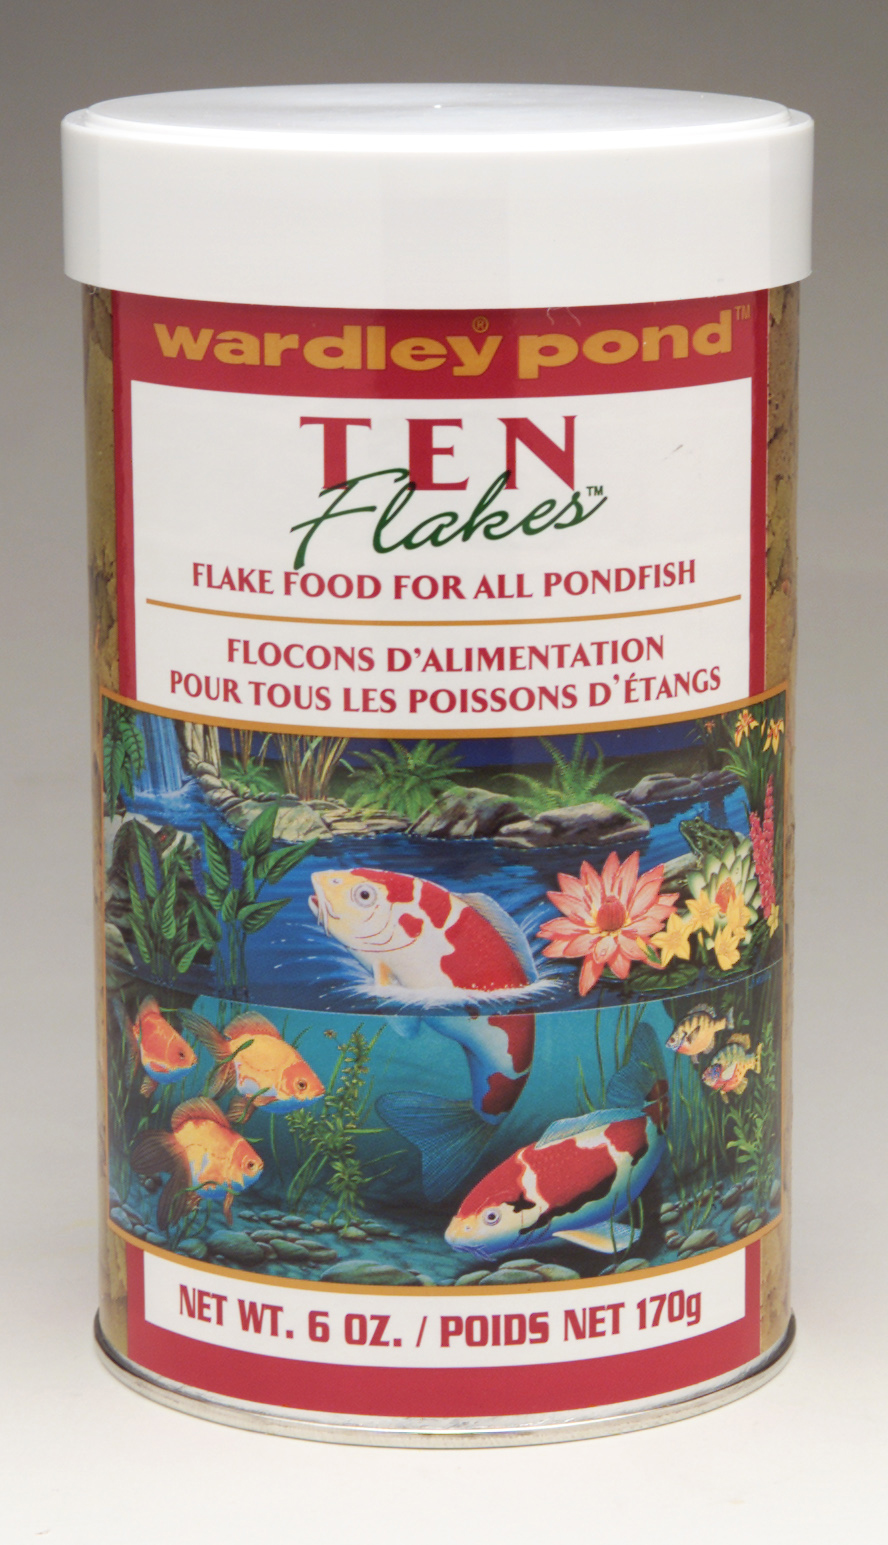 wardley® pond™
TEN
Flakes™
FLAKE FOOD FOR ALL PONDFISH
FLOCONS D'ALIMENTATION
POUR TOUS LES POISSONS D'ÉTANGS
NET WT. 6 OZ. / POIDS NET 170g